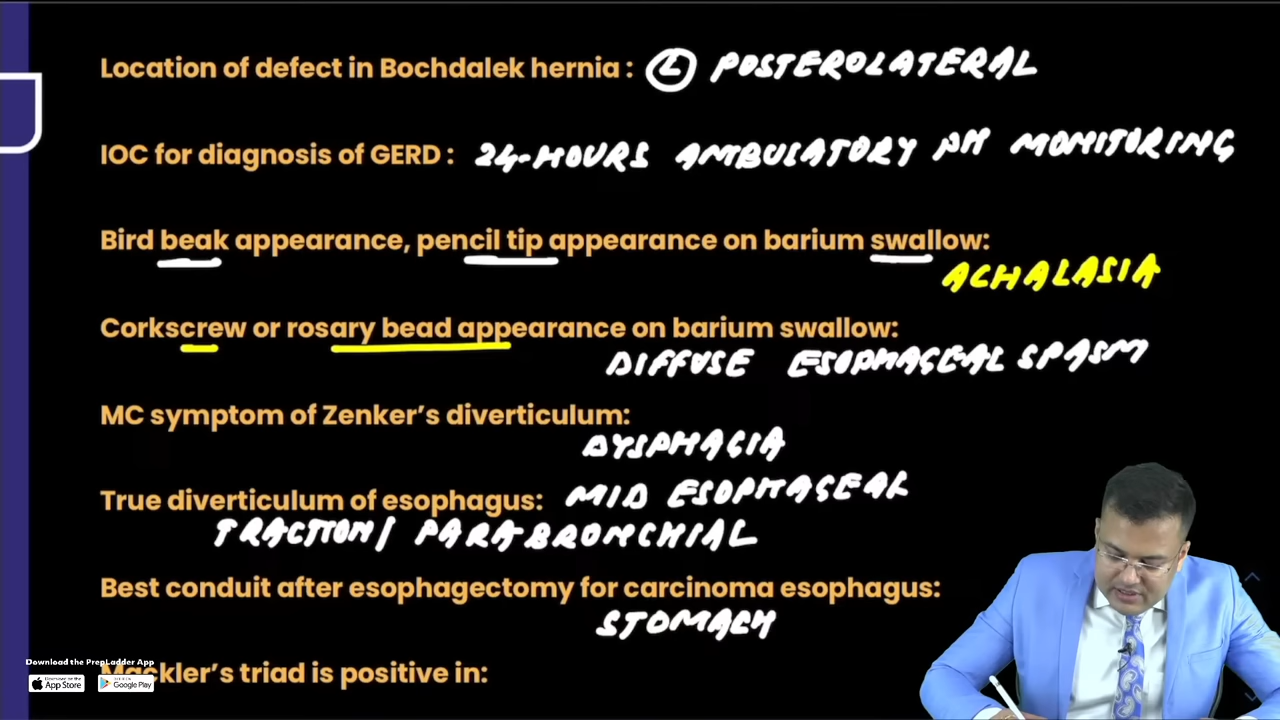 Location of defect in Bochdalek hernia : Ⓛ POSTEROLATERAL
IOC for diagnosis of GERD : 24-HOURS AMBULATORY PH MONITORING
Bird beak appearance, pencil tip appearance on barium swallow:
ACHALASIA
Corkscrew or rosary bead appearance on barium swallow:
DIFFUSE ESOPHAGEAL SPASM
MC symptom of Zenker's diverticulum:
DYSPHAGIA
True diverticulum of esophagus: MID ESOPHAGEAL
TRACTION/ PARABRONCHIAL
Best conduit after esophagectomy for carcinoma esophagus:
STOMACH
Download the PrepLadder App
Mackler's triad is positive in:
App Store
Google Play